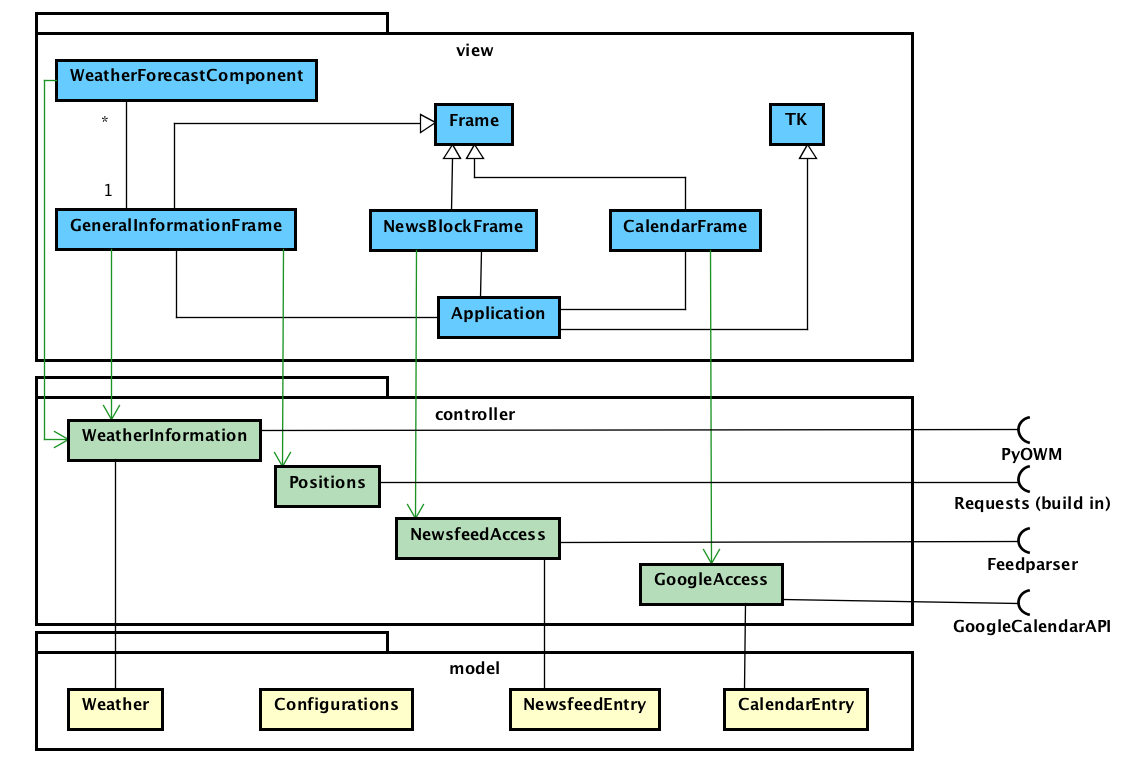 view
WeatherForecastComponent
*
Frame
TK
1
GeneralInformationFrame
NewsBlockFrame
CalendarFrame
Application
controller
WeatherInformation
PyOWM
Positions
Requests (build in)
NewsfeedAccess
Feedparser
GoogleAccess
GoogleCalendarAPI
model
Weather
Configurations
NewsfeedEntry
CalendarEntry